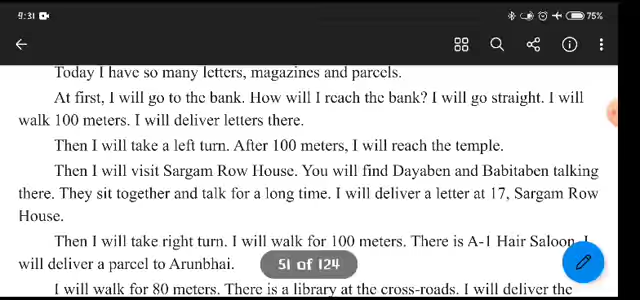 9:31
75%
Today I have so many letters, magazines and parcels.
At first, I will go to the bank. How will I reach the bank? I will go straight. I will
walk 100 meters. I will deliver letters there.
Then I will take a left turn. After 100 meters, I will reach the temple.
Then I will visit Sargam Row House. You will find Dayaben and Babitaben talking
there. They sit together and talk for a long time. I will deliver a letter at 17, Sargam Row
House.
Then I will take right turn. I will walk for 100 meters. There is A-1 Hair Saloon. I
will deliver a parcel to Arunbhai.
51 of 124
I will walk for 80 meters. There is a library at the cross-roads. I will deliver the